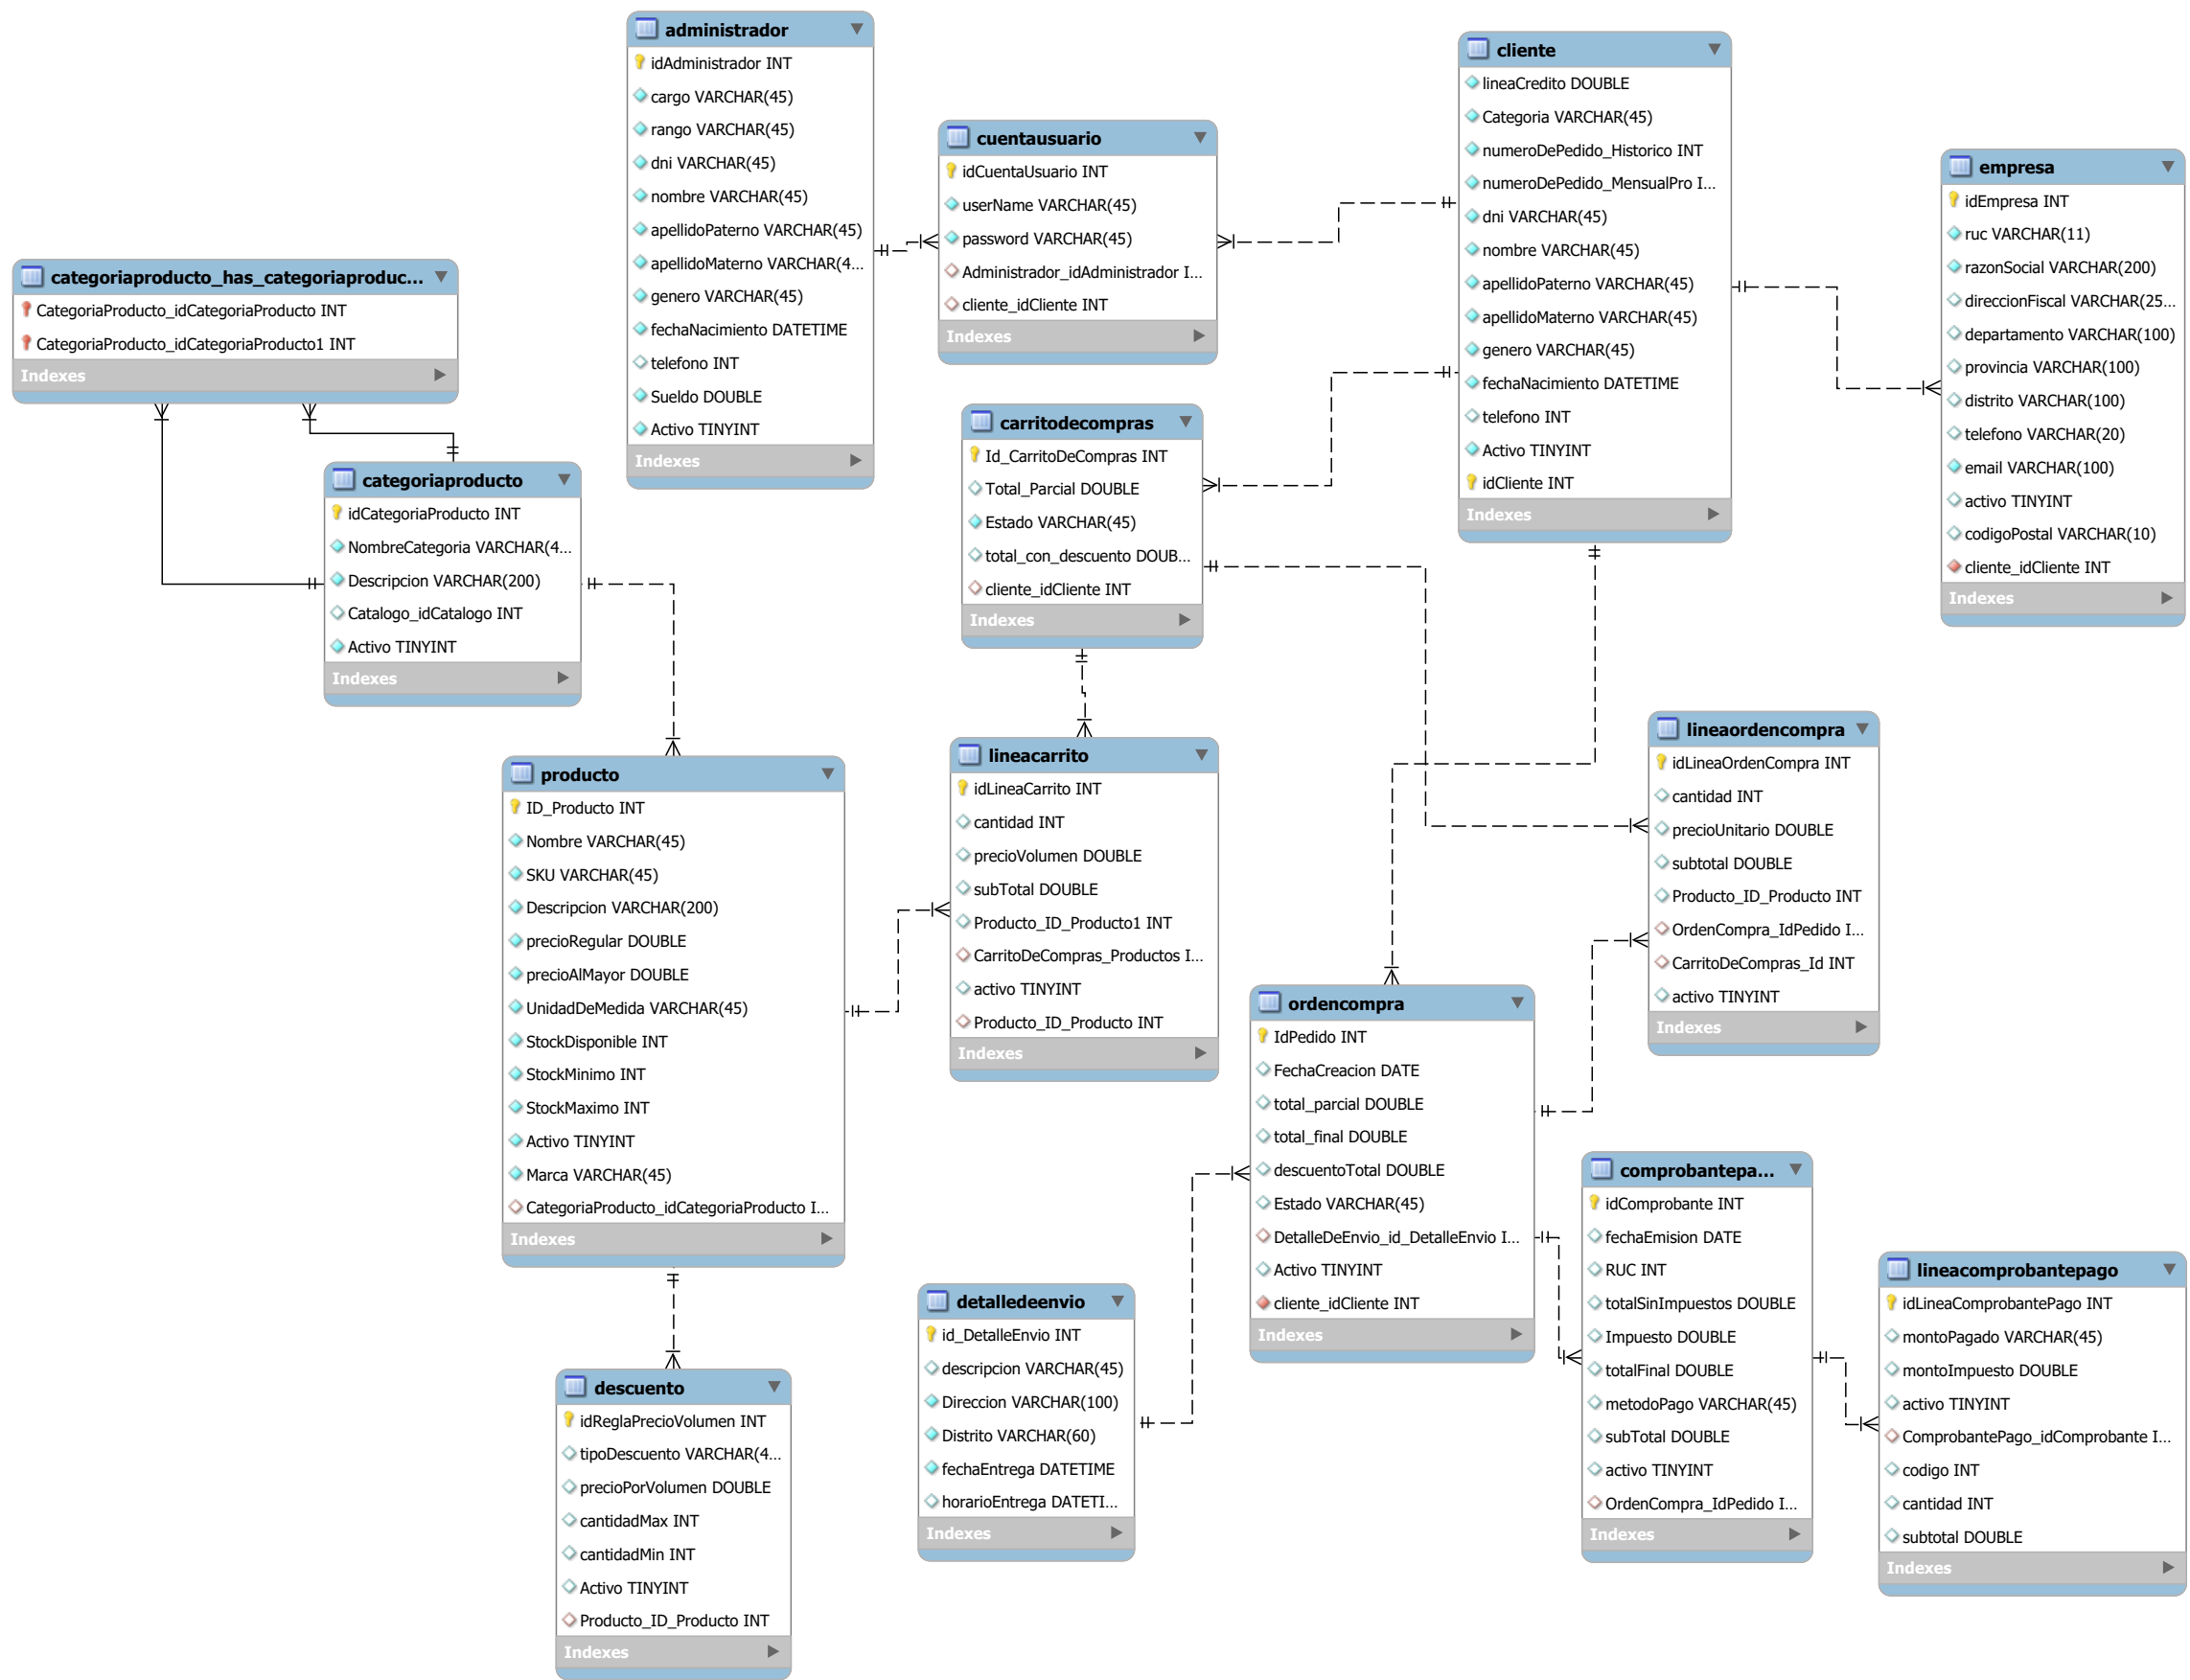 administrador
idAdministrador INT
cargo VARCHAR(45)
rango VARCHAR(45)
dni VARCHAR(45)
nombre VARCHAR(45)
apellidoPaterno VARCHAR(45)
apellidoMaterno VARCHAR(4...
genero VARCHAR(45)
fechaNacimiento DATETIME
telefono INT
Sueldo DOUBLE
Activo TINYINT
Indexes
cuentausuario
idCuentaUsuario INT
userName VARCHAR(45)
password VARCHAR(45)
Administrador_idAdministrador I...
cliente_idCliente INT
Indexes
cliente
lineaCredito DOUBLE
Categoria VARCHAR(45)
numeroDePedido_Historico INT
numeroDePedido_MensualPro I...
dni VARCHAR(45)
nombre VARCHAR(45)
apellidoPaterno VARCHAR(45)
apellidoMaterno VARCHAR(45)
genero VARCHAR(45)
fechaNacimiento DATETIME
telefono INT
Activo TINYINT
idCliente INT
Indexes
empresa
idEmpresa INT
ruc VARCHAR(11)
razonSocial VARCHAR(200)
direccionFiscal VARCHAR(25...
departamento VARCHAR(100)
provincia VARCHAR(100)
distrito VARCHAR(100)
telefono VARCHAR(20)
email VARCHAR(100)
activo TINYINT
codigoPostal VARCHAR(10)
cliente_idCliente INT
Indexes
categoriaproducto_has_categoriaproduc...
CategoriaProducto_idCategoriaProducto INT
CategoriaProducto_idCategoriaProducto1 INT
Indexes
categoriaproducto
idCategoriaProducto INT
NombreCategoria VARCHAR(4...
Descripcion VARCHAR(200)
Catalogo_idCatalogo INT
Activo TINYINT
Indexes
carritodecompras
Id_CarritoDeCompras INT
Total_Parcial DOUBLE
Estado VARCHAR(45)
total_con_descuento DOUB...
cliente_idCliente INT
Indexes
producto
ID_Producto INT
Nombre VARCHAR(45)
SKU VARCHAR(45)
Descripcion VARCHAR(200)
precioRegular DOUBLE
precioAlMayor DOUBLE
UnidadDeMedida VARCHAR(45)
StockDisponible INT
StockMinimo INT
StockMaximo INT
Activo TINYINT
Marca VARCHAR(45)
CategoriaProducto_idCategoriaProducto I...
Indexes
lineacarrito
idLineaCarrito INT
cantidad INT
precioVolumen DOUBLE
subTotal DOUBLE
Producto_ID_Producto1 INT
CarritoDeCompras_Productos I...
activo TINYINT
Producto_ID_Producto INT
Indexes
lineaordencompra
idLineaOrdenCompra INT
cantidad INT
precioUnitario DOUBLE
subtotal DOUBLE
Producto_ID_Producto INT
OrdenCompra_IdPedido I...
CarritoDeCompras_Id INT
activo TINYINT
Indexes
ordencompra
IdPedido INT
FechaCreacion DATE
total_parcial DOUBLE
total_final DOUBLE
descuentoTotal DOUBLE
Estado VARCHAR(45)
DetalleDeEnvio_id_DetalleEnvio I...
Activo TINYINT
cliente_idCliente INT
Indexes
comprobantepa...
idComprobante INT
fechaEmision DATE
RUC INT
totalSinImpuestos DOUBLE
Impuesto DOUBLE
totalFinal DOUBLE
metodoPago VARCHAR(45)
subTotal DOUBLE
activo TINYINT
OrdenCompra_IdPedido I...
Indexes
lineacomprobantepago
idLineaComprobantePago INT
montoPagado VARCHAR(45)
montoImpuesto DOUBLE
activo TINYINT
ComprobantePago_idComprobante I...
codigo INT
cantidad INT
subtotal DOUBLE
Indexes
detalledeenvio
id_DetalleEnvio INT
descripcion VARCHAR(45)
Direccion VARCHAR(100)
Distrito VARCHAR(60)
fechaEntrega DATETIME
horarioEntrega DATETI...
Indexes
descuento
idReglaPrecioVolumen INT
tipoDescuento VARCHAR(4...
precioPorVolumen DOUBLE
cantidadMax INT
cantidadMin INT
Activo TINYINT
Producto_ID_Producto INT
Indexes